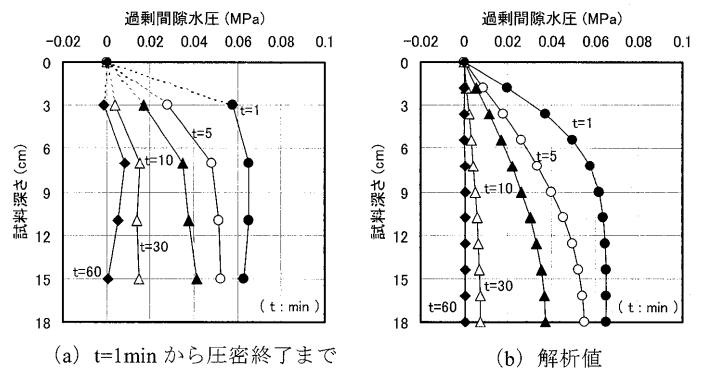 過剰間隙水圧 (MPa)
-0.02 0 0.02 0.04 0.06 0.08 0.1
0
3
6
9
12
15
18
試料深さ(cm)
t=1
t=5
t=10
t=30
t=60
( t : min )
(a) t=1min から圧密終了まで
過剰間隙水圧 (MPa)
-0.02 0 0.02 0.04 0.06 0.08 0.1
0
3
6
9
12
15
18
試料深さ(cm)
t=1
t=5
t=10
t=30
t=60
( t : min )
(b) 解析値